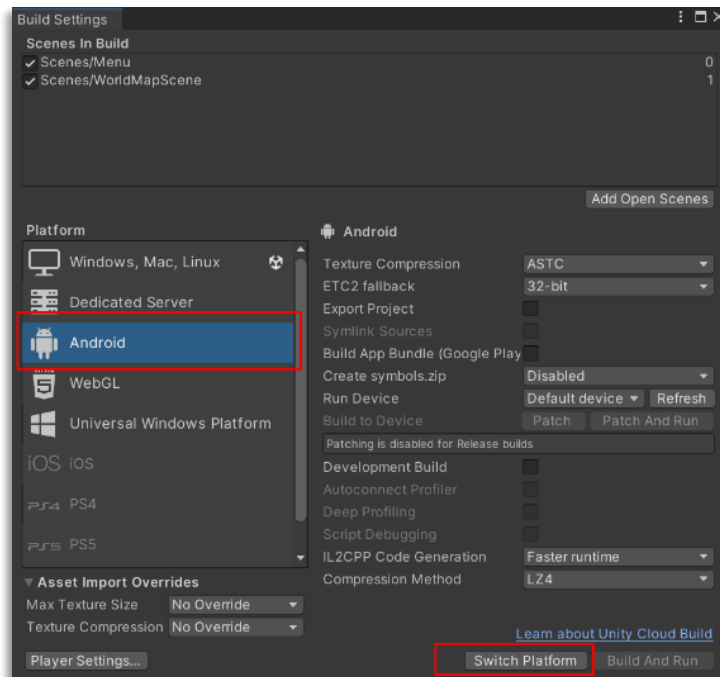 Build Settings
Scenes In Build
Scenes/Menu 0
Scenes/WorldMapScene 1
Add Open Scenes
Platform
Windows, Mac, Linux
Dedicated Server
Android
WebGL
Universal Windows Platform
iOS iOS
PS4 PS4
PS5 PS5
Asset Import Overrides
Max Texture Size No Override
Texture Compression No Override
Player Settings...
Android
Texture Compression ASTC
ETC2 fallback 32-bit
Export Project
Symlink Sources
Build App Bundle (Google Play
Create symbols.zip Disabled
Run Device Default device Refresh
Build to Device Patch Patch And Run
Patching is disabled for Release builds
Development Build
Autoconnect Profiler
Deep Profiling
Script Debugging
IL2CPP Code Generation Faster runtime
Compression Method LZ4
Learn about Unity Cloud Build
Switch Platform Build And Run